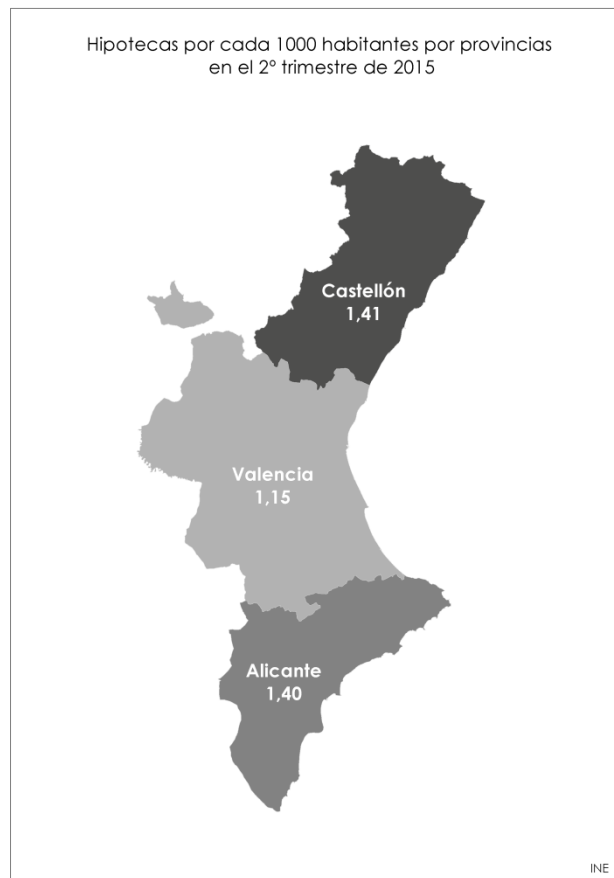 Hipotecas por cada 1000 habitantes por provincias
en el 2º trimestre de 2015
Castellón
1,41
Valencia
1,15
Alicante
1,40
INE